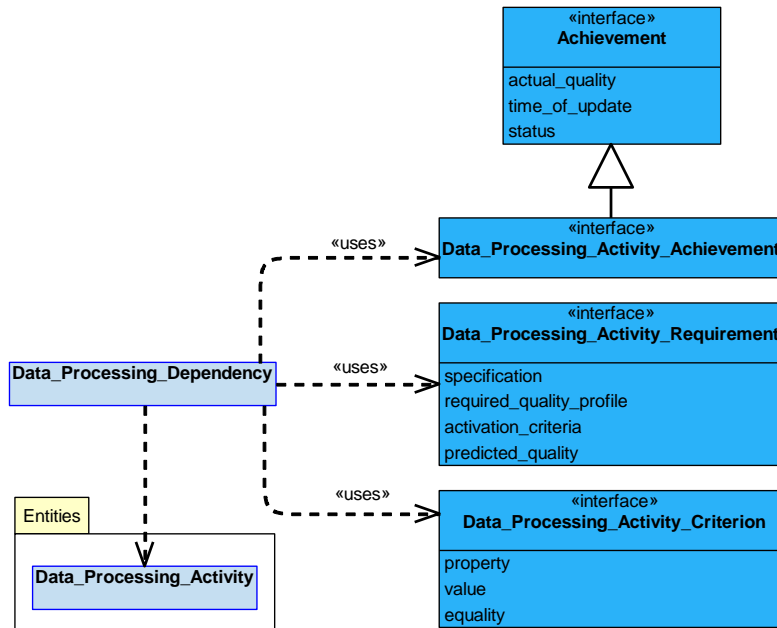 «interface»
Achievement
actual_quality
time_of_update
status
«uses»
«interface»
Data_Processing_Activity_Achievement
«interface»
Data_Processing_Activity_Requirement
specification
required_quality_profile
activation_criteria
predicted_quality
«uses»
Data_Processing_Dependency
«uses»
«interface»
Data_Processing_Activity_Criterion
property
value
equality
Entities
Data_Processing_Activity